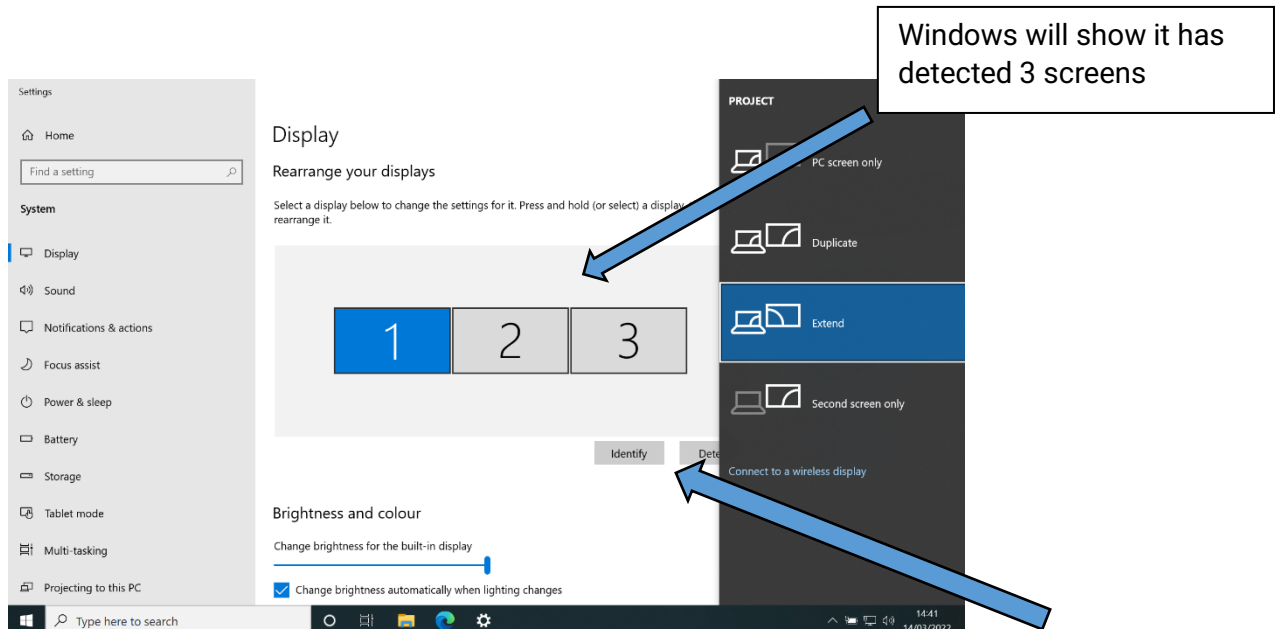 Windows will show it has
detected 3 screens
Settings
Home
Find a setting
System
Display
Sound
Notifications & actions
Focus assist
Power & sleep
Battery
Storage
Tablet mode
Multi-tasking
Projecting to this PC
Display
Rearrange your displays
Select a display below to change the settings for it. Press and hold (or select) a display
rearrange it.
1 2 3
Identify
Brightness and colour
Change brightness for the built-in display
Change brightness automatically when lighting changes
PROJECT
PC screen only
Duplicate
Extend
Second screen only
Connect to a wireless display
Type here to search
14:41
14/03/2022